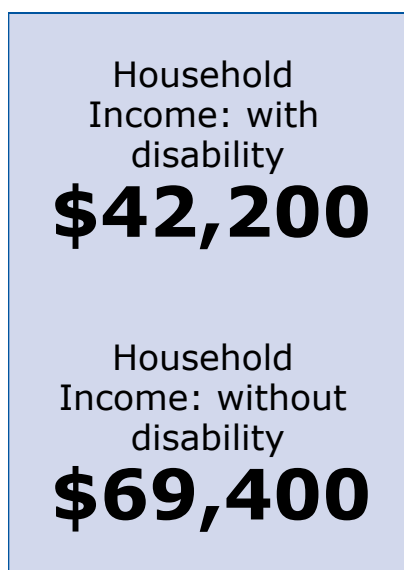 Household
Income: with
disability
$42,200
Household
Income: without
disability
$69,400